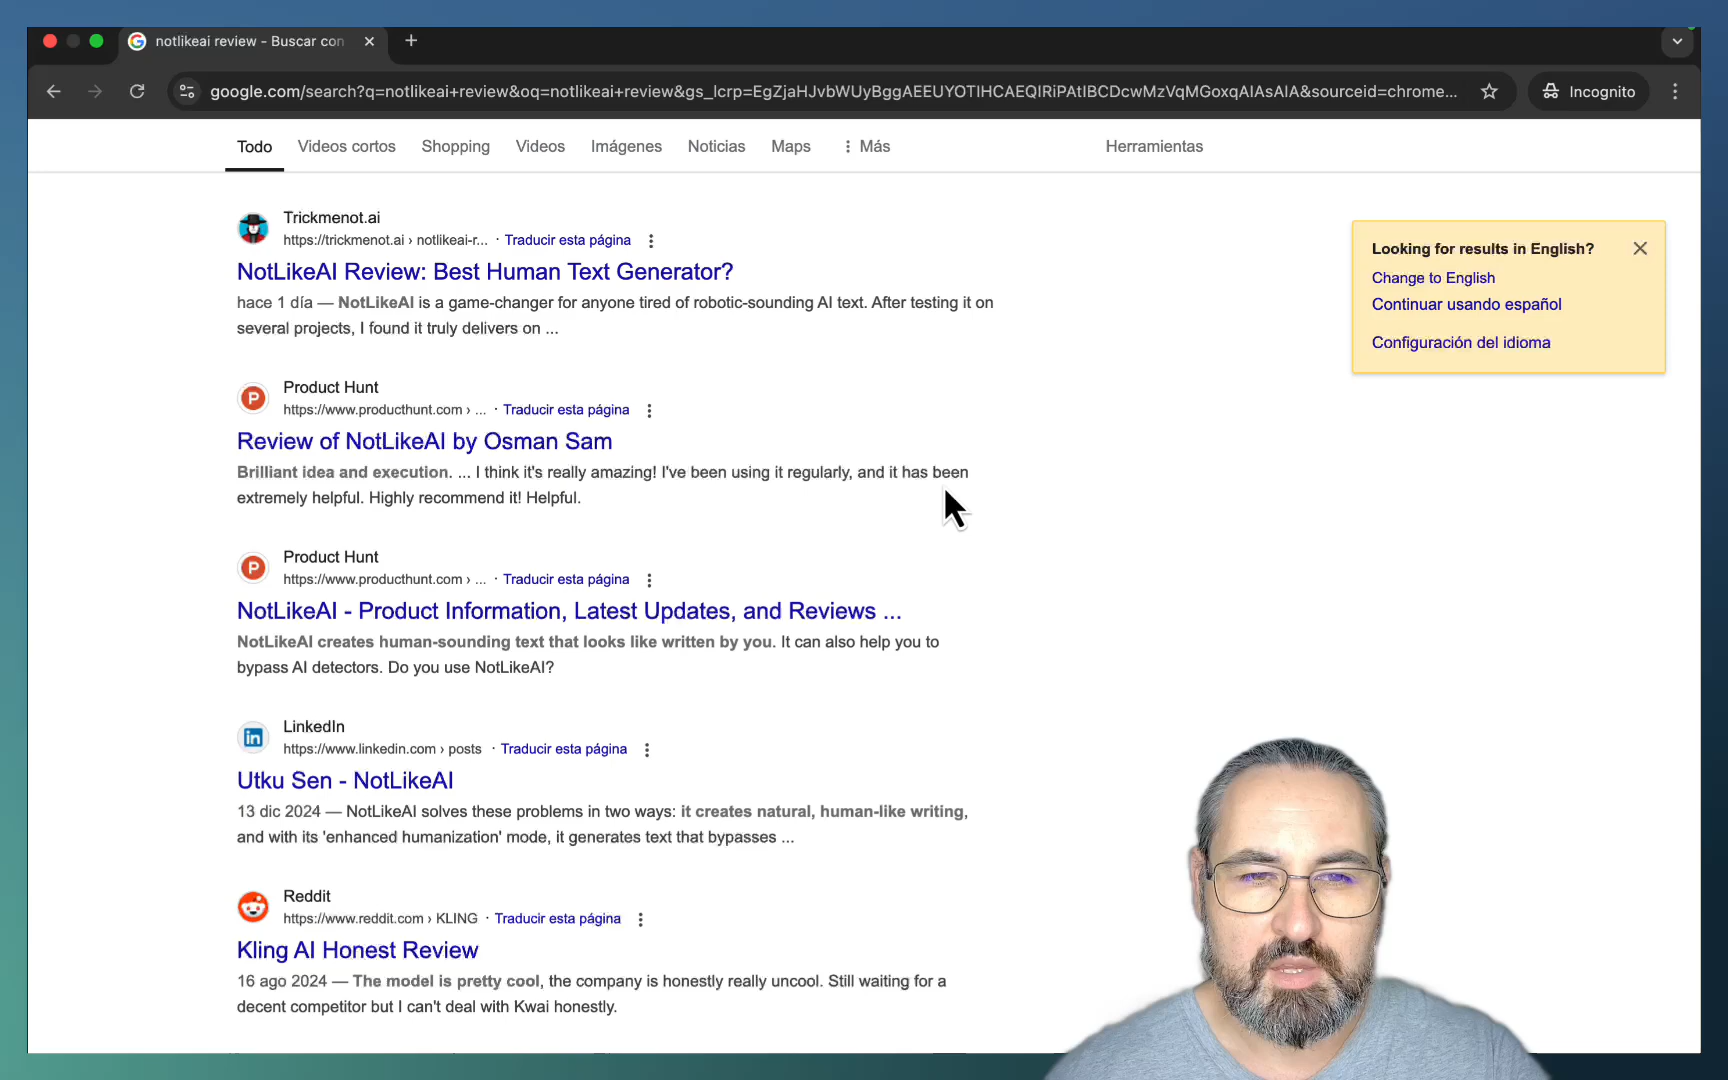 notlikeai review - Buscar con
google.com/search?q=notlikeai+review&oq=notlikeai+review&gs_lcrp=EgZjaHJvbWUyBggAEEUYOTIHCAEQIRiPAtIBCDcwMzVqMGoxqAIAsAIA&sourceid=chrome...
Incognito
Todo Videos cortos Shopping Videos Imágenes Noticias Maps Más Herramientas
Trickmenot.ai
https://trickmenot.ai › notlikeai-r... · Traducir esta página
NotLikeAI Review: Best Human Text Generator?
hace 1 día — NotLikeAI is a game-changer for anyone tired of robotic-sounding AI text. After testing it on
several projects, I found it truly delivers on ...
Looking for results in English?
Change to English
Continuar usando español
Configuración del idioma
Product Hunt
https://www.producthunt.com › ... · Traducir esta página
Review of NotLikeAI by Osman Sam
Brilliant idea and execution. ... I think it's really amazing! I've been using it regularly, and it has been
extremely helpful. Highly recommend it! Helpful.
Product Hunt
https://www.producthunt.com › ... · Traducir esta página
NotLikeAI - Product Information, Latest Updates, and Reviews ...
NotLikeAI creates human-sounding text that looks like written by you. It can also help you to
bypass AI detectors. Do you use NotLikeAI?
LinkedIn
https://www.linkedin.com › posts · Traducir esta página
Utku Sen - NotLikeAI
13 dic 2024 — NotLikeAI solves these problems in two ways: it creates natural, human-like writing,
and with its 'enhanced humanization' mode, it generates text that bypasses ...
Reddit
https://www.reddit.com › KLING · Traducir esta página
Kling AI Honest Review
16 ago 2024 — The model is pretty cool, the company is honestly really uncool. Still waiting for a
decent competitor but I can't deal with Kwai honestly.